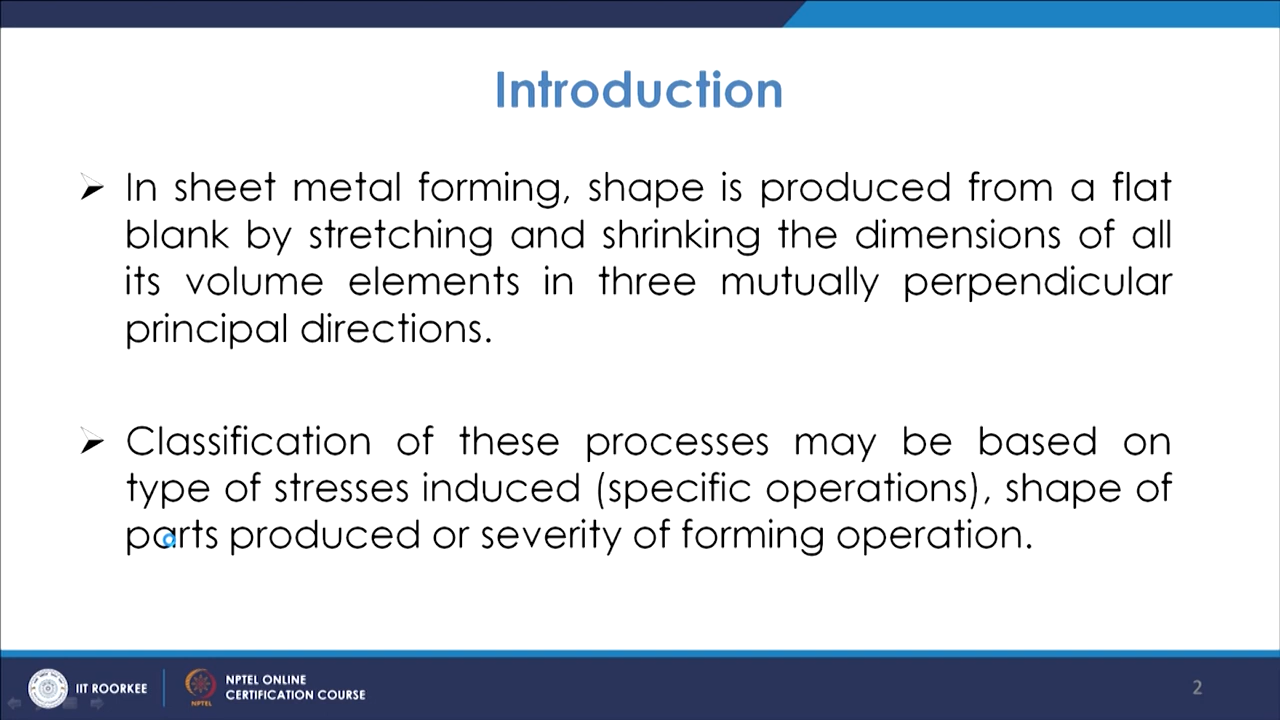 Introduction
In sheet metal forming, shape is produced from a flat
blank by stretching and shrinking the dimensions of all
its volume elements in three mutually perpendicular
principal directions.
Classification of these processes may be based on
type of stresses induced (specific operations), shape of
parts produced or severity of forming operation.
IIT ROORKEE
NPTEL
NPTEL ONLINE
CERTIFICATION COURSE
2